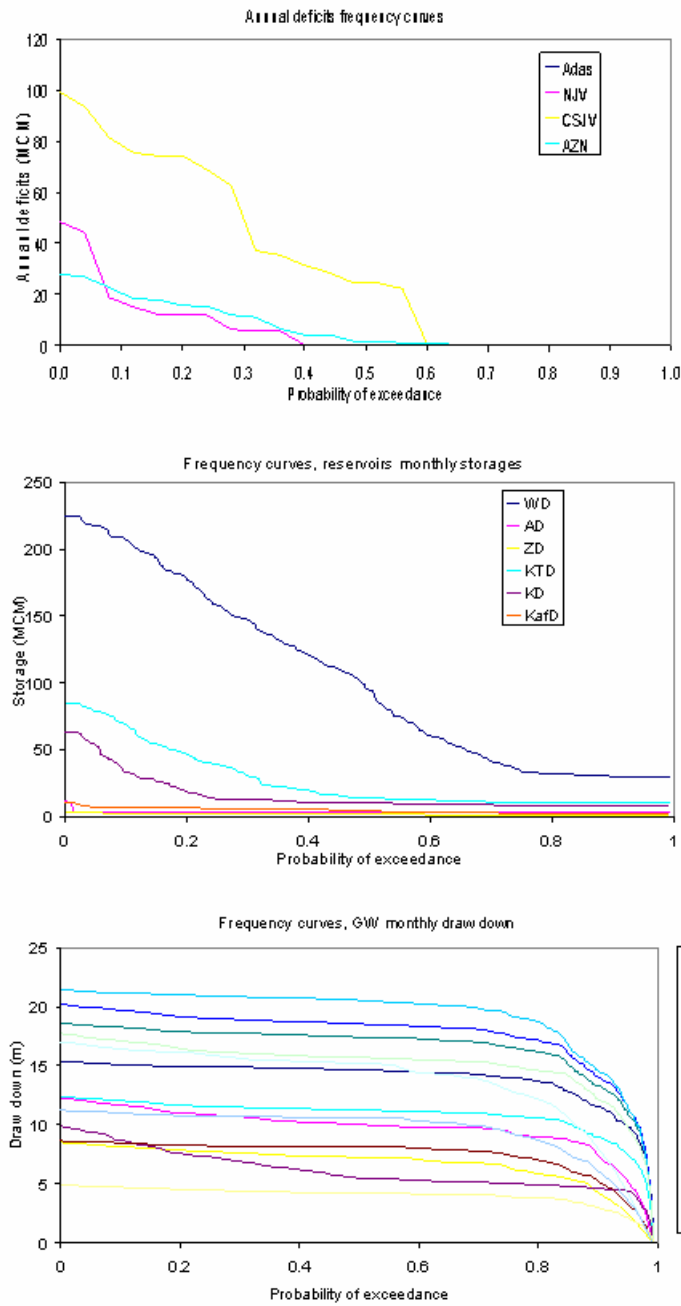 Annual deficits frequency curves
Annual deficits (MCM)
120
100
80
60
40
20
0
Adas
NJV
CSJV
AZN
0.0 0.1 0.2 0.3 0.4 0.5 0.6 0.7 0.8 0.9 1.0
Probability of exceedance
Frequency curves, reservoirs monthly storages
Storage (MCM)
250
200
150
100
50
0
WD
AD
ZD
KTD
KD
KafD
0 0.2 0.4 0.6 0.8 1
Probability of exceedance
Frequency curves, GW monthly draw down
Draw down (m)
25
20
15
10
5
0
0 0.2 0.4 0.6 0.8 1
Probability of exceedance